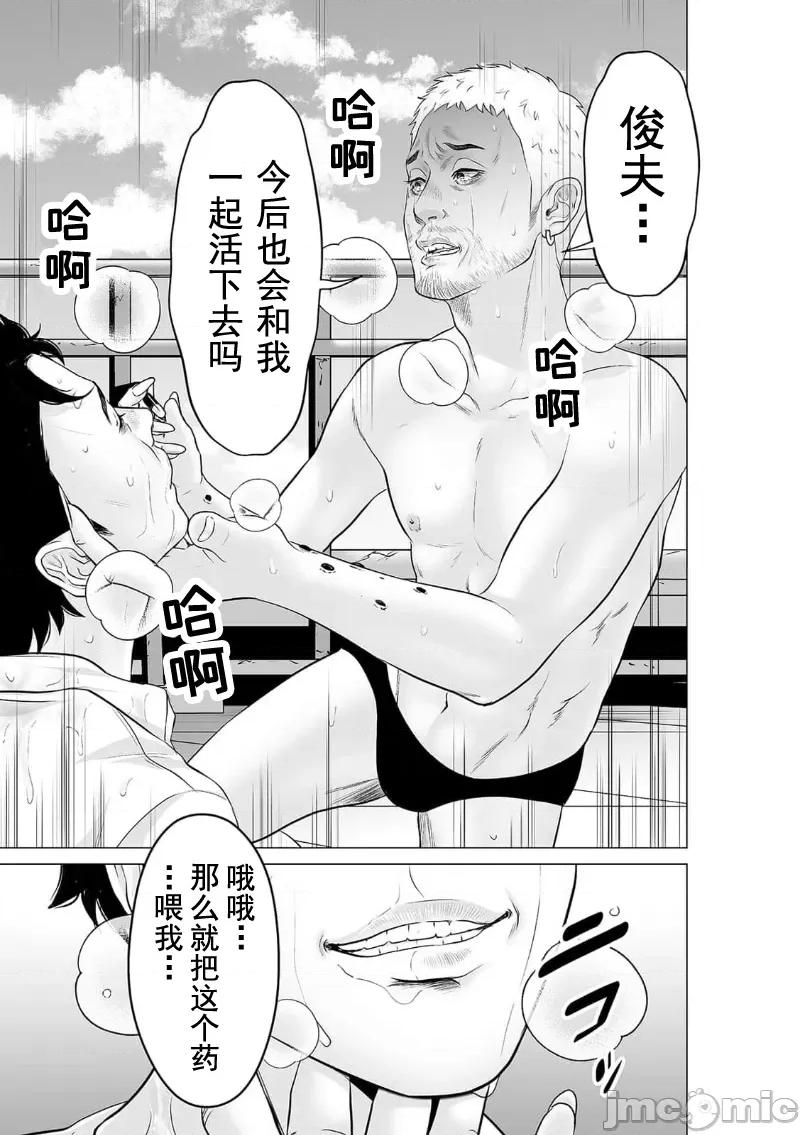 俊夫…
今后也会和我
一起活下去吗
哈啊
哈啊
哈啊
哈啊
哦哦…
那么就把这个药
…喂我…
ニコッ
jmcomic